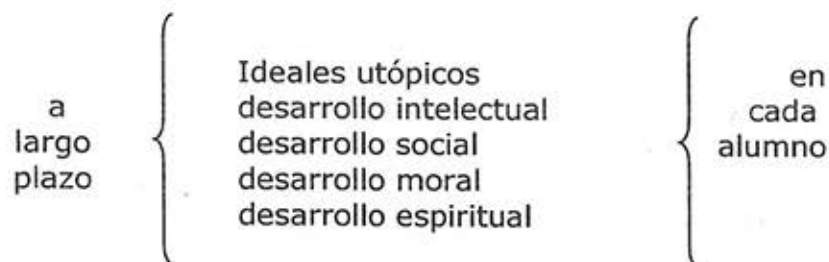 a
largo
plazo
Ideales utópicos
desarrollo intelectual
desarrollo social
desarrollo moral
desarrollo espiritual
en
cada
alumno